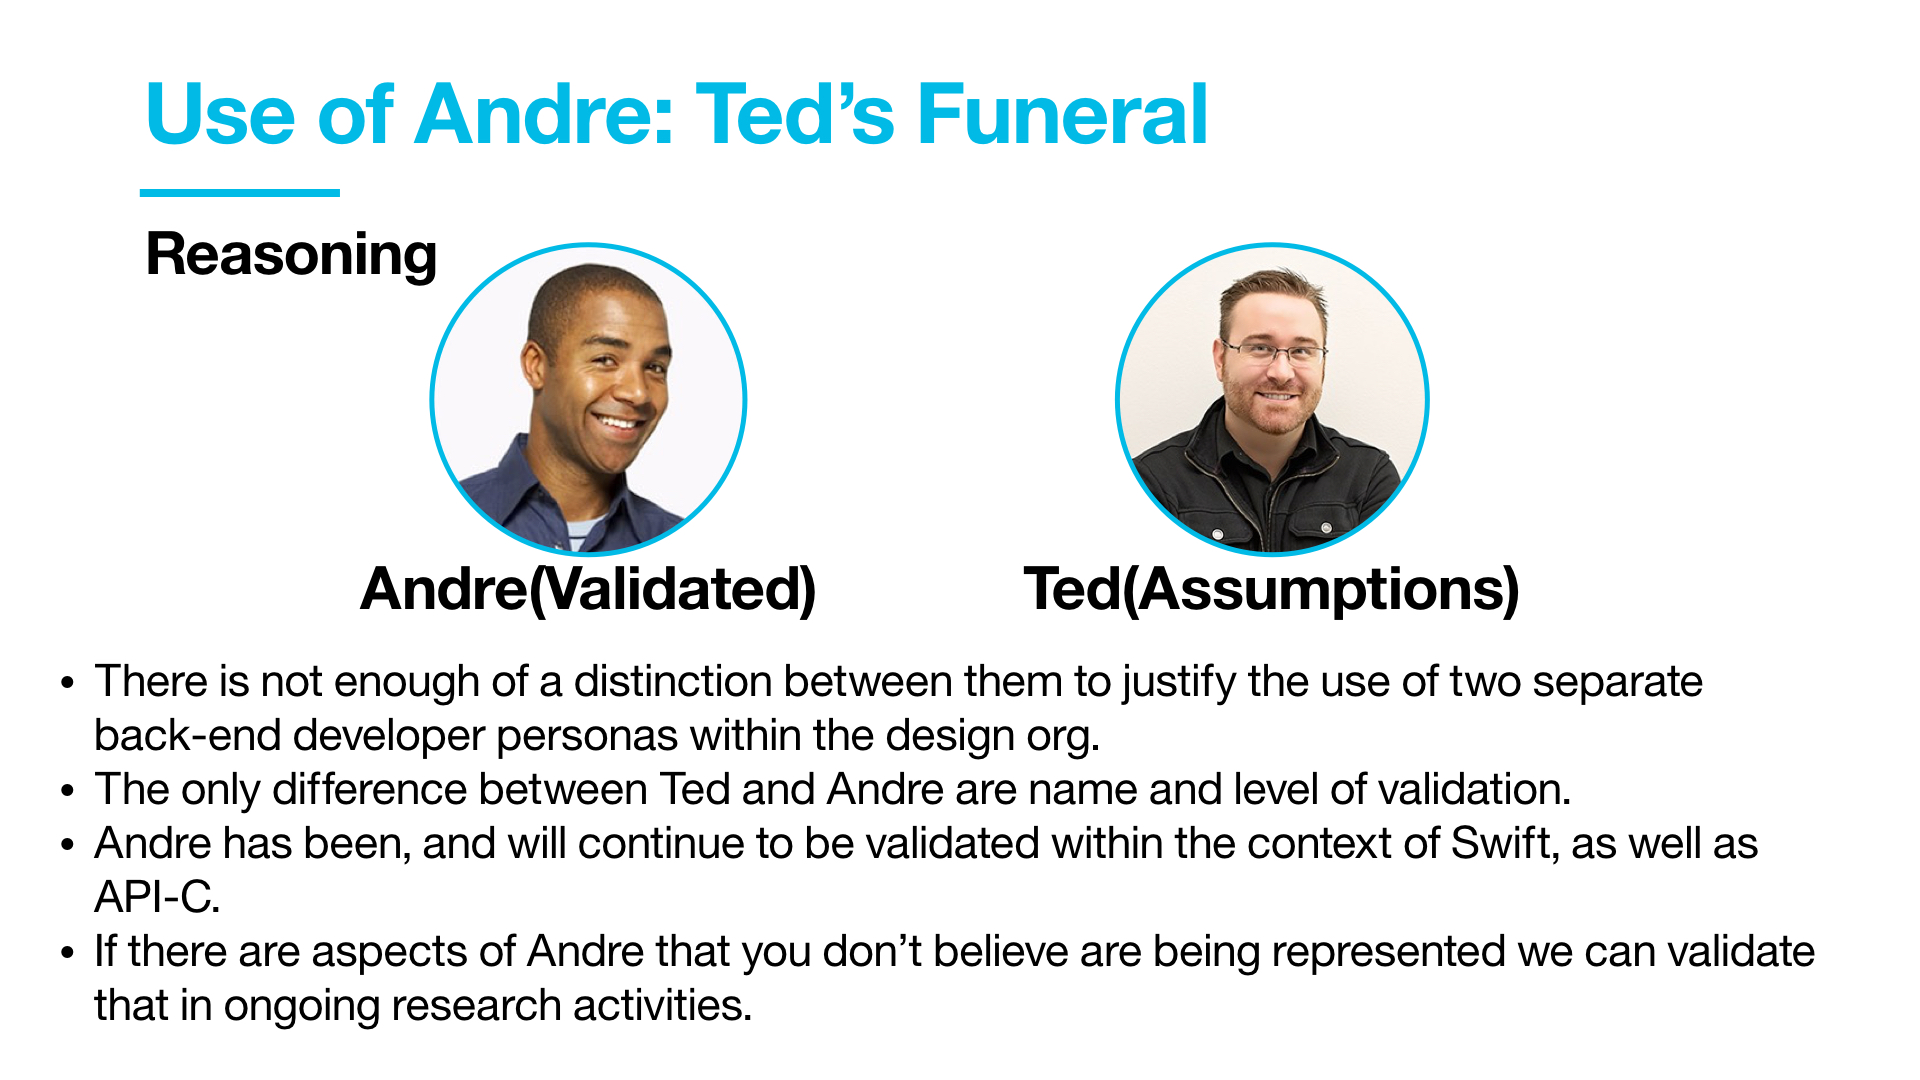 Use of Andre: Ted’s Funeral
Reasoning
Andre(Validated)
Ted(Assumptions)
• There is not enough of a distinction between them to justify the use of two separate
back-end developer personas within the design org.
• The only difference between Ted and Andre are name and level of validation.
• Andre has been, and will continue to be validated within the context of Swift, as well as
API-C.
• If there are aspects of Andre that you don’t believe are being represented we can validate
that in ongoing research activities.